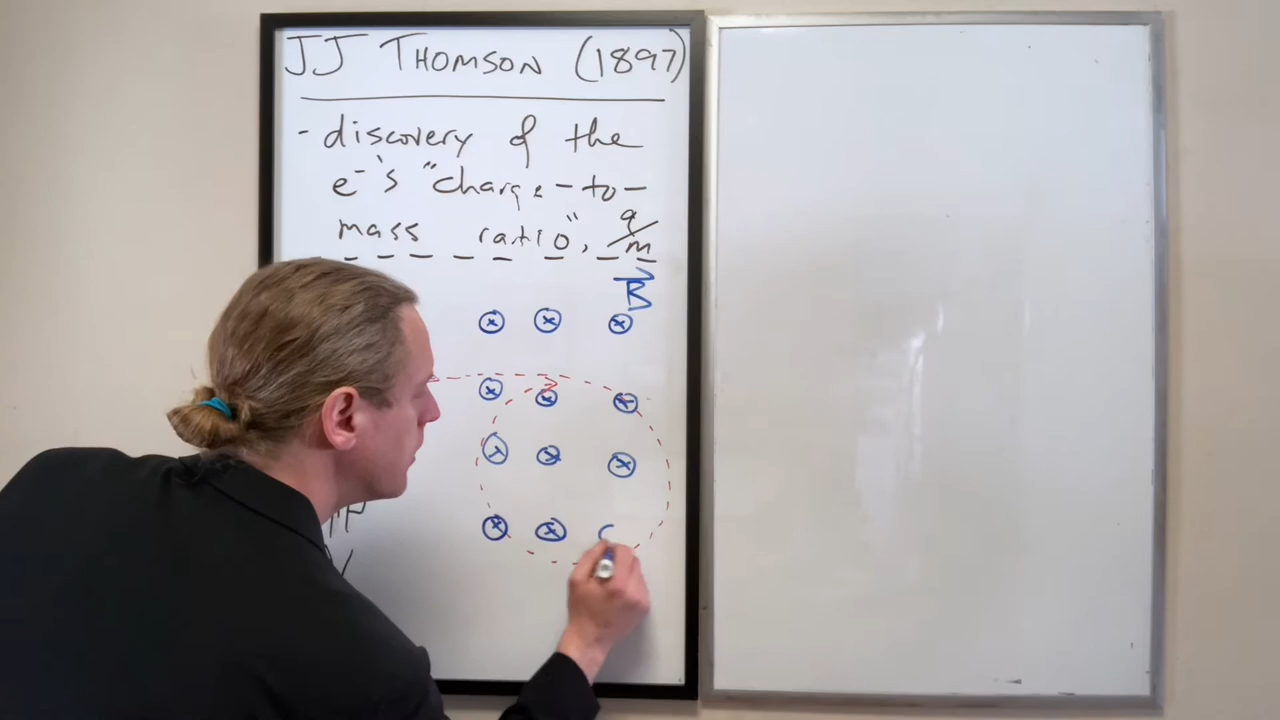 JJ THOMSON (1897)
- discovery of the
e⁻'s "charge-to-
mass ratio", q/m
B